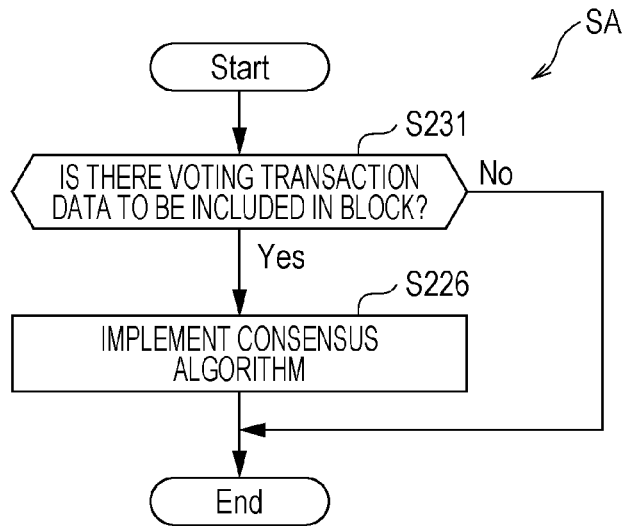 SA
Start
S231
IS THERE VOTING TRANSACTION
DATA TO BE INCLUDED IN BLOCK?
No
Yes
S226
IMPLEMENT CONSENSUS
ALGORITHM
End